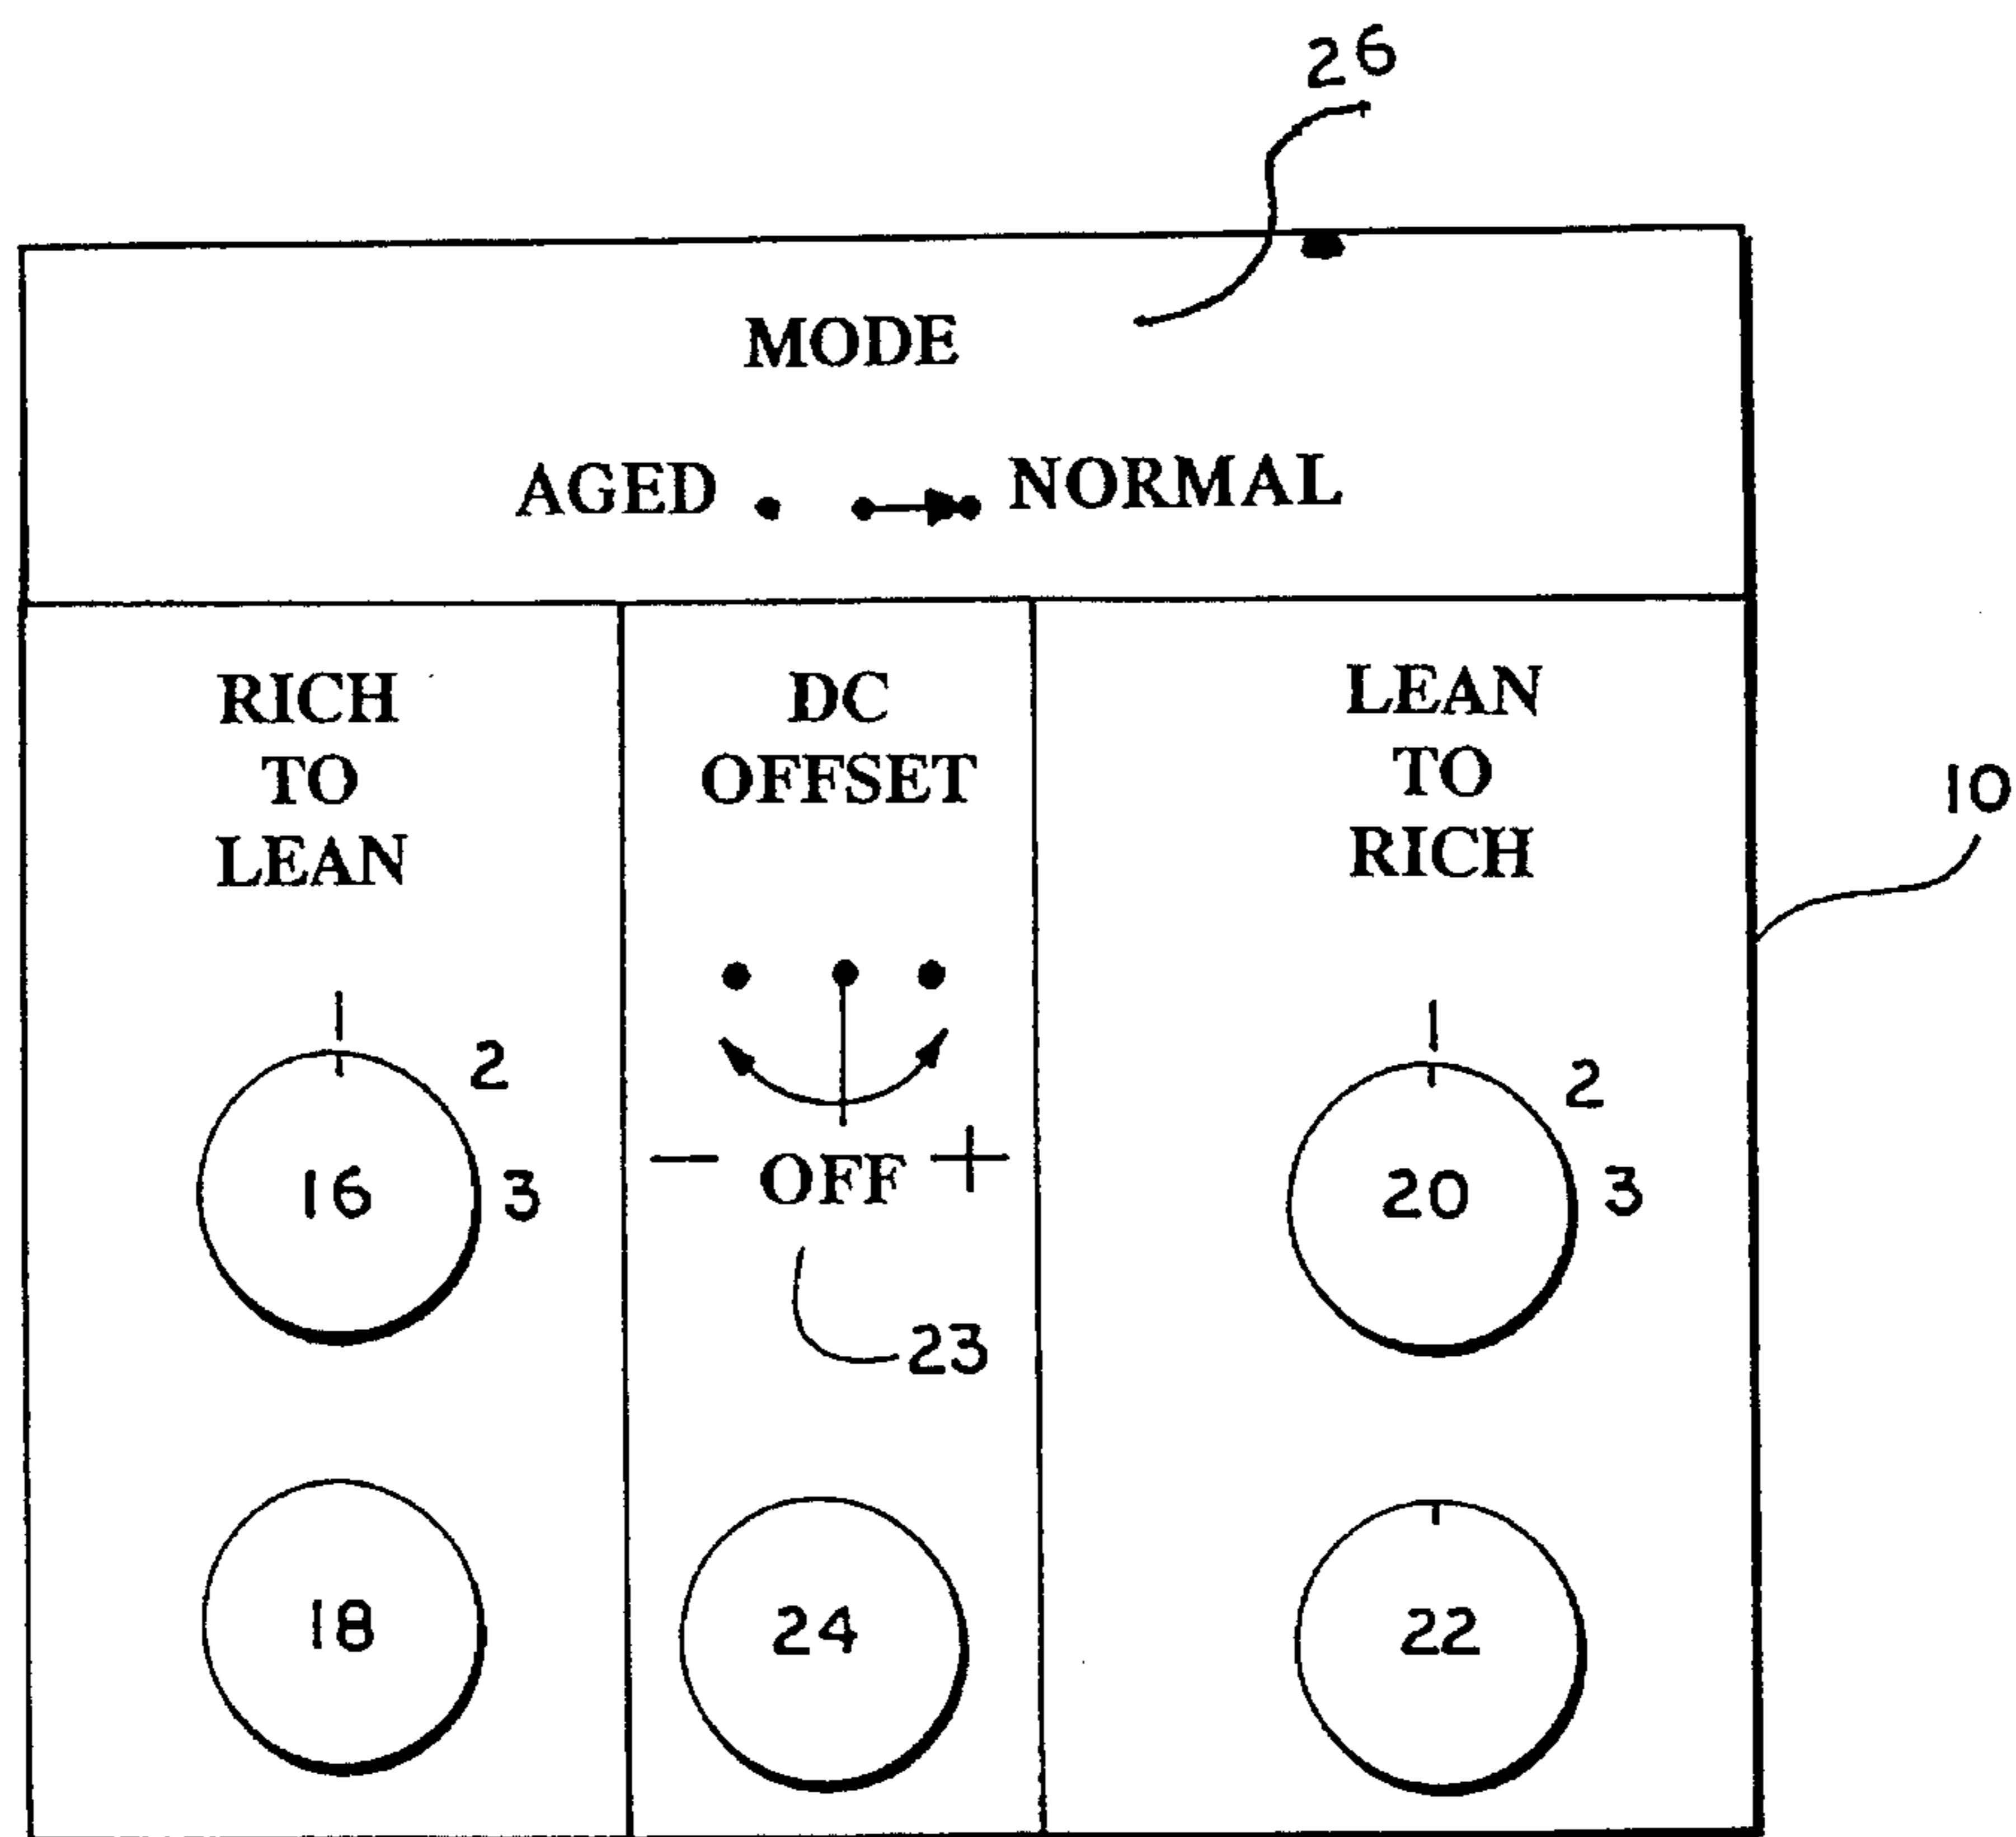 26
MODE
AGED NORMAL
RICH
TO
LEAN
1
2
16 3
18
DC
OFFSET
− OFF +
23
24
LEAN
TO
RICH
1
2
20 3
22
10